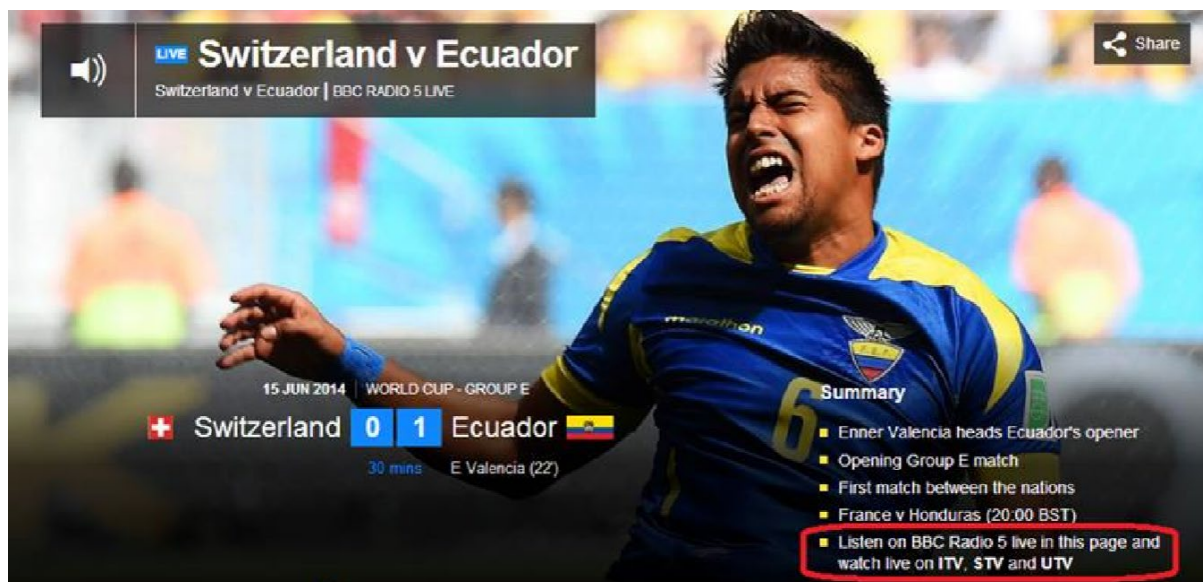 LIVE Switzerland v Ecuador
Switzerland v Ecuador | BBC RADIO 5 LIVE
Share
marathon
F.E.F.
6
15 JUN 2014 | WORLD CUP - GROUP E
Switzerland 0 1 Ecuador
30 mins E Valencia (22')
Summary
Enner Valencia heads Ecuador's opener
Opening Group E match
First match between the nations
France v Honduras (20:00 BST)
Listen on BBC Radio 5 live in this page and
watch live on ITV, STV and UTV